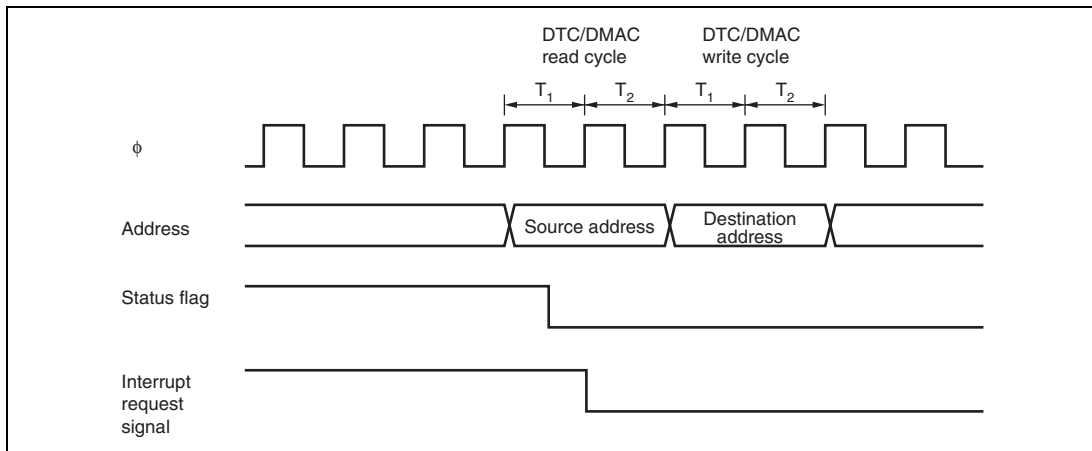 DTC/DMAC
read cycle
DTC/DMAC
write cycle
T1
T2
T1
T2
ϕ
Address
Source address
Destination
address
Status flag
Interrupt
request
signal